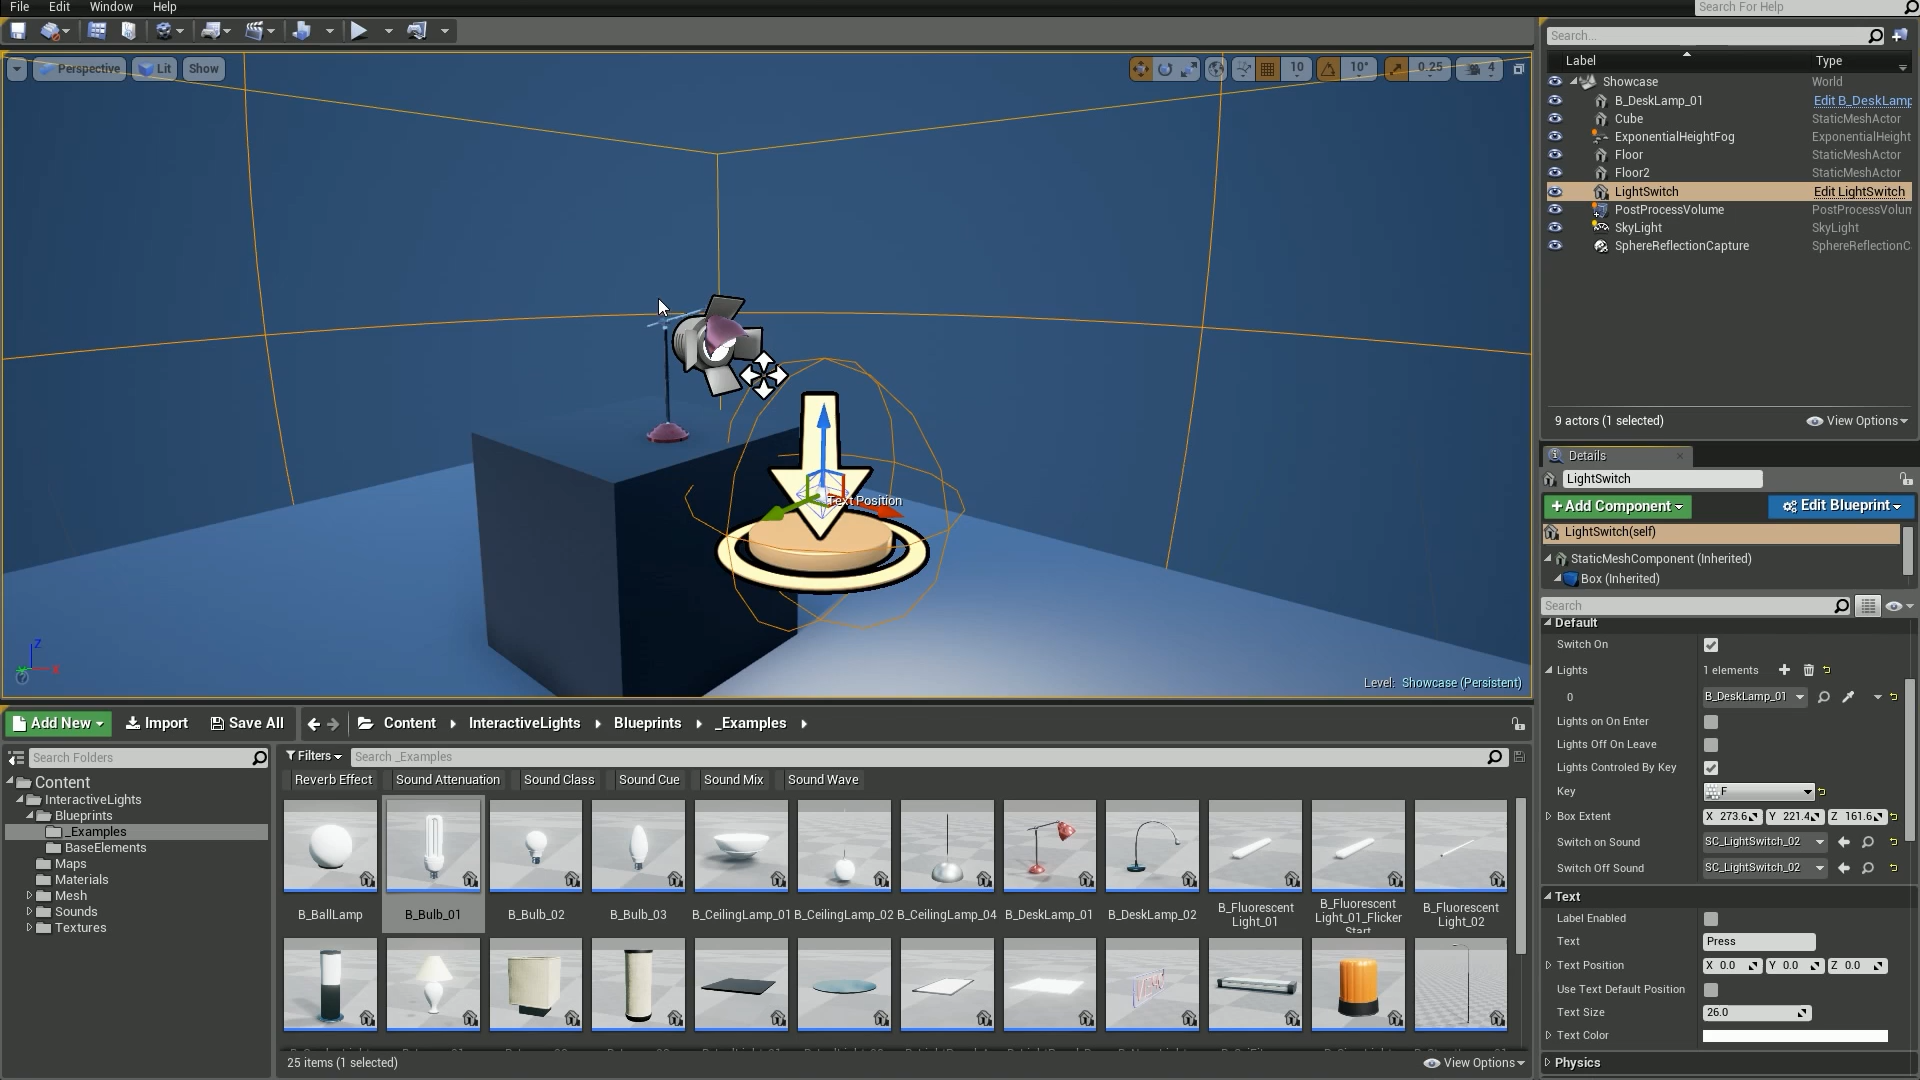 File Edit Window Help
Search For Help
Perspective Lit Show
10 10° 0.25 4
Search...
Label Type
Showcase World
B_DeskLamp_01 Edit B_DeskLamp
Cube StaticMeshActor
ExponentialHeightFog ExponentialHeight
Floor StaticMeshActor
Floor2 StaticMeshActor
LightSwitch Edit LightSwitch
PostProcessVolume PostProcessVolum
SkyLight SkyLight
SphereReflectionCapture SphereReflectionC
9 actors (1 selected) View Options
Text Position
Z
X
Level: Showcase (Persistent)
Details
LightSwitch
+ Add Component Edit Blueprint
LightSwitch(self)
StaticMeshComponent (Inherited)
Box (Inherited)
Search
Default
Switch On
Lights 1 elements
0 B_DeskLamp_01
Lights on On Enter
Lights Off On Leave
Lights Controled By Key
Key F
Box Extent X 273.6 Y 221.4 Z 161.6
Switch on Sound SC_LightSwitch_02
Switch Off Sound SC_LightSwitch_02
Text
Label Enabled
Text Press
Text Position X 0.0 Y 0.0 Z 0.0
Use Text Default Position
Text Size 26.0
Text Color
Physics
Add New Import Save All Content InteractiveLights Blueprints _Examples
Search Folders
Content
InteractiveLights
Blueprints
_Examples
BaseElements
Maps
Materials
Mesh
Sounds
Textures
Filters Search _Examples
Reverb Effect Sound Attenuation Sound Class Sound Cue Sound Mix Sound Wave
B_BallLamp B_Bulb_01 B_Bulb_02 B_Bulb_03 B_CeilingLamp_01 B_CeilingLamp_02 B_CeilingLamp_04 B_DeskLamp_01 B_DeskLamp_02 B_Fluorescent Light_01 B_Fluorescent Light_01_Flicker Start B_Fluorescent Light_02
25 items (1 selected) View Options